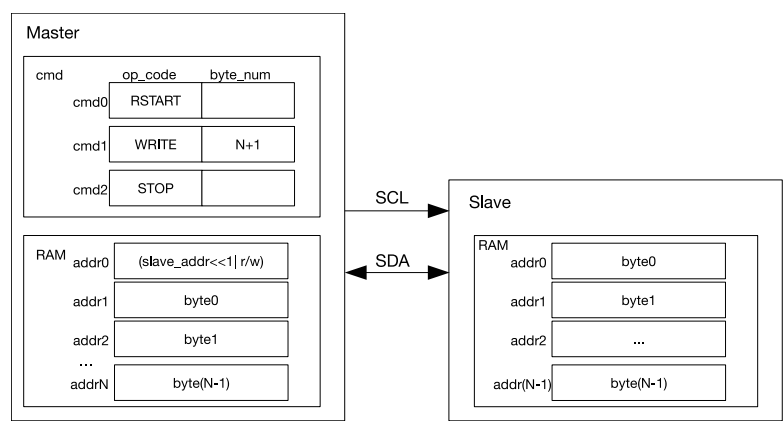 Master
cmd op_code byte_num
cmd0 RSTART
cmd1 WRITE N+1
cmd2 STOP
RAM
addr0 (slave_addr<<1| r/w)
addr1 byte0
addr2 byte1
...
addrN byte(N-1)
SCL
SDA
Slave
RAM
addr0 byte0
addr1 byte1
addr2 ...
addr(N-1) byte(N-1)